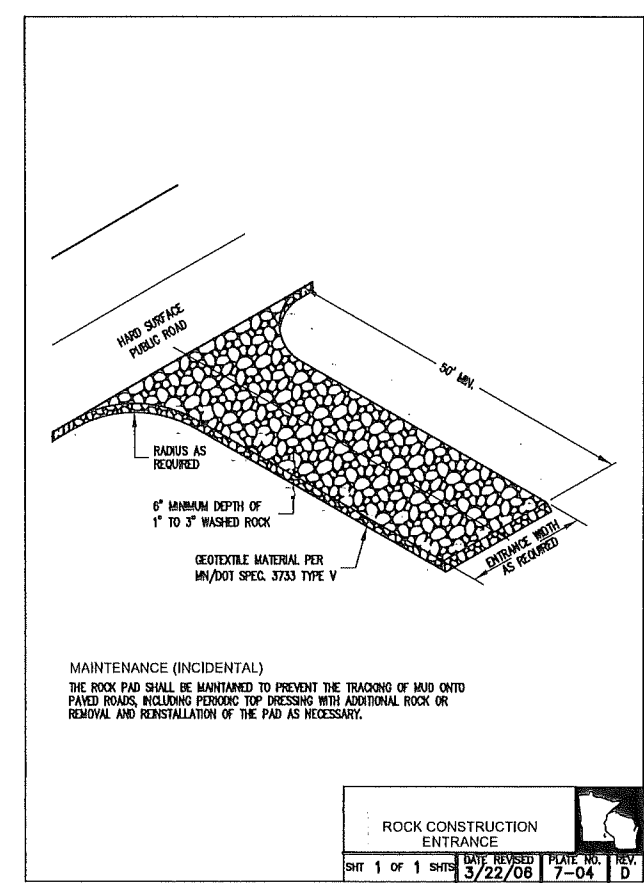 HARD SURFACE
PUBLIC ROAD
50' MIN.
RADIUS AS
REQUIRED
6" MINIMUM DEPTH OF
1" TO 3" WASHED ROCK
GEOTEXTILE MATERIAL PER
MN/DOT SPEC. 3733 TYPE V
ENTRANCE WIDTH
AS REQUIRED
MAINTENANCE (INCIDENTAL)
THE ROCK PAD SHALL BE MAINTAINED TO PREVENT THE TRACKING OF MUD ONTO
PAVED ROADS, INCLUDING PERIODIC TOP DRESSING WITH ADDITIONAL ROCK OR
REMOVAL AND REINSTALLATION OF THE PAD AS NECESSARY.
ROCK CONSTRUCTION
ENTRANCE
SHT 1 OF 1 SHTS
DATE REVISED
3/22/06
PLATE NO.
7-04
REV.
D